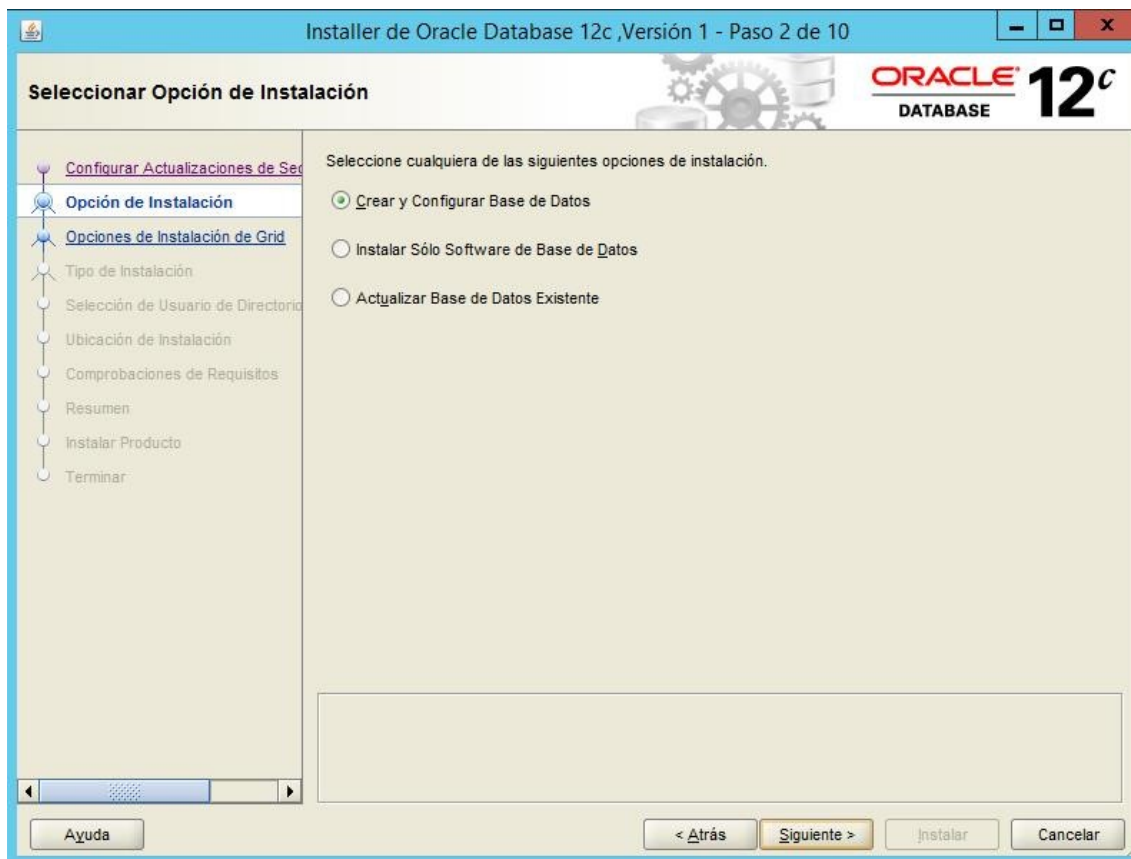 Installer de Oracle Database 12c ,Versión 1 - Paso 2 de 10
Seleccionar Opción de Instalación
ORACLE®
DATABASE
12c
Configurar Actualizaciones de Sec
Opción de Instalación
Opciones de Instalación de Grid
Tipo de Instalación
Selección de Usuario de Directorio
Ubicación de Instalación
Comprobaciones de Requisitos
Resumen
Instalar Producto
Terminar
Seleccione cualquiera de las siguientes opciones de instalación.
Crear y Configurar Base de Datos
Instalar Sólo Software de Base de Datos
Actualizar Base de Datos Existente
Ayuda
< Atrás
Siguiente >
Instalar
Cancelar